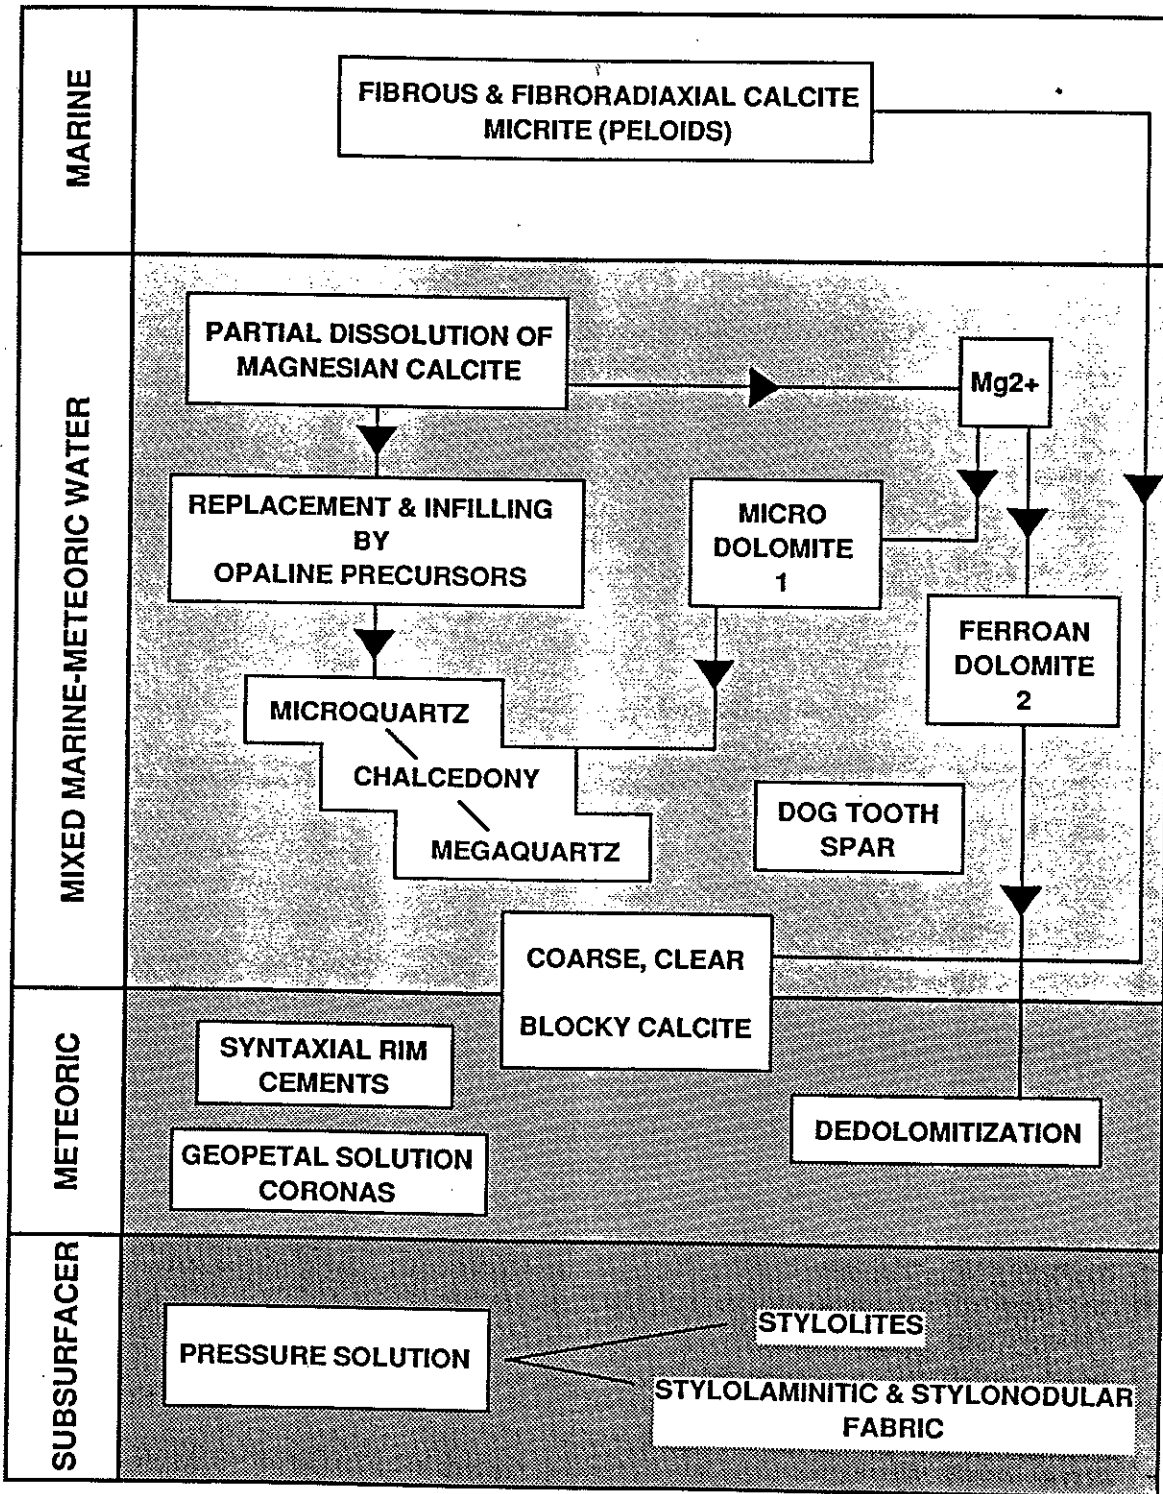 MARINE
FIBROUS & FIBRORADIAXIAL CALCITE
MICRITE (PELOIDS)
MIXED MARINE-METEORIC WATER
PARTIAL DISSOLUTION OF
MAGNESIAN CALCITE
Mg2+
REPLACEMENT & INFILLING
BY
OPALINE PRECURSORS
MICRO
DOLOMITE
1
FERROAN
DOLOMITE
2
MICROQUARTZ
CHALCEDONY
MEGAQUARTZ
DOG TOOTH
SPAR
COARSE, CLEAR
BLOCKY CALCITE
METEORIC
SYNTAXIAL RIM
CEMENTS
GEOPETAL SOLUTION
CORONAS
DEDOLOMITIZATION
SUBSURFACER
PRESSURE SOLUTION
STYLOLITES
STYLOLAMINITIC & STYLONODULAR
FABRIC